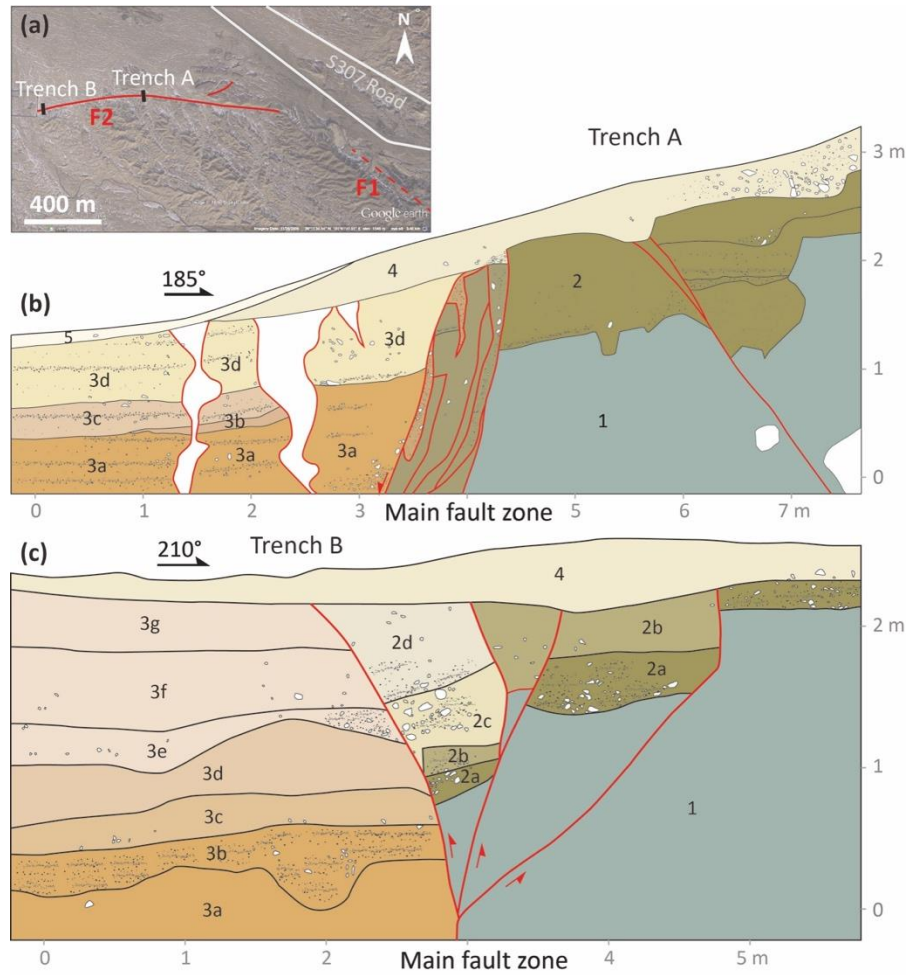 (a)
N
S307 Road
Trench B
Trench A
F2
F1
400 m
Google earth
Trench A
3 m
2
1
0
(b)
185°
4
2
5
3d
3d
3d
3c
3b
3a
3a
3a
1
0
1
2
3
4
5
6
7 m
Main fault zone
(c)
210°
Trench B
4
3g
2d
2b
2 m
3f
2a
2c
3e
2b
3d
2a
1
1
3c
3b
3a
0
0
1
2
3
4
5 m
Main fault zone